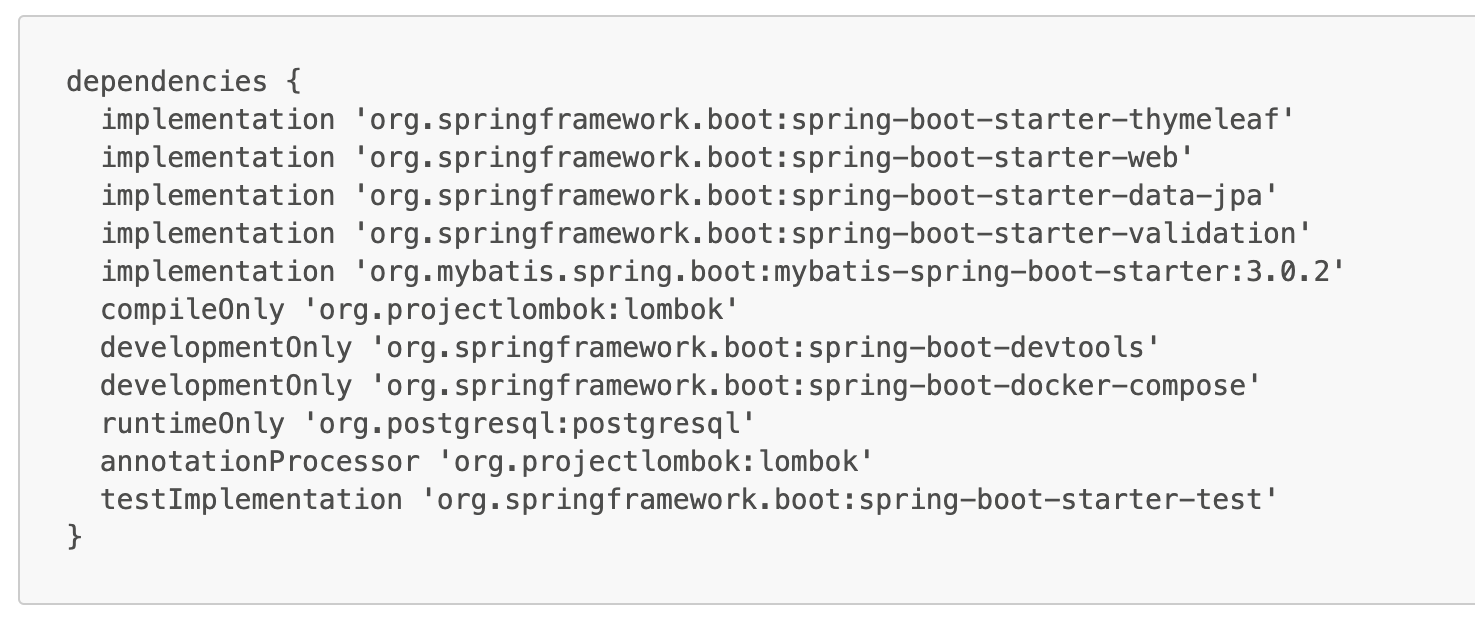 dependencies {
  implementation 'org.springframework.boot:spring-boot-starter-thymeleaf'
  implementation 'org.springframework.boot:spring-boot-starter-web'
  implementation 'org.springframework.boot:spring-boot-starter-data-jpa'
  implementation 'org.springframework.boot:spring-boot-starter-validation'
  implementation 'org.mybatis.spring.boot:mybatis-spring-boot-starter:3.0.2'
  compileOnly 'org.projectlombok:lombok'
  developmentOnly 'org.springframework.boot:spring-boot-devtools'
  developmentOnly 'org.springframework.boot:spring-boot-docker-compose'
  runtimeOnly 'org.postgresql:postgresql'
  annotationProcessor 'org.projectlombok:lombok'
  testImplementation 'org.springframework.boot:spring-boot-starter-test'
}